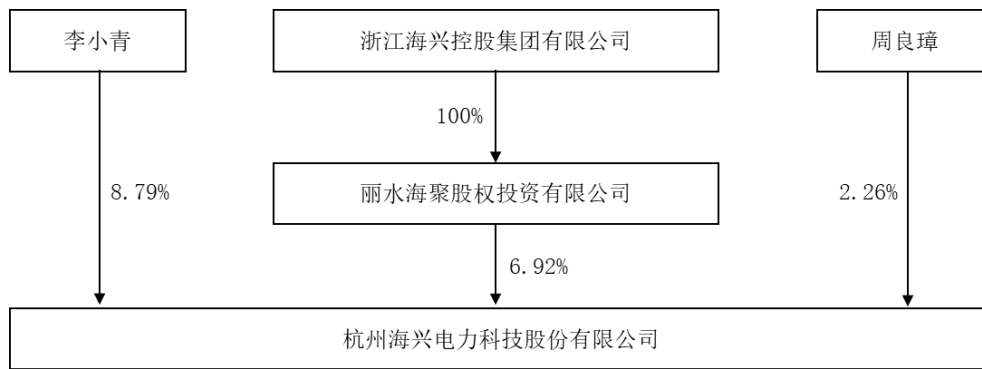 李小青
浙江海兴控股集团有限公司
周良璋
100%
8.79%
丽水海聚股权投资有限公司
2.26%
6.92%
杭州海兴电力科技股份有限公司